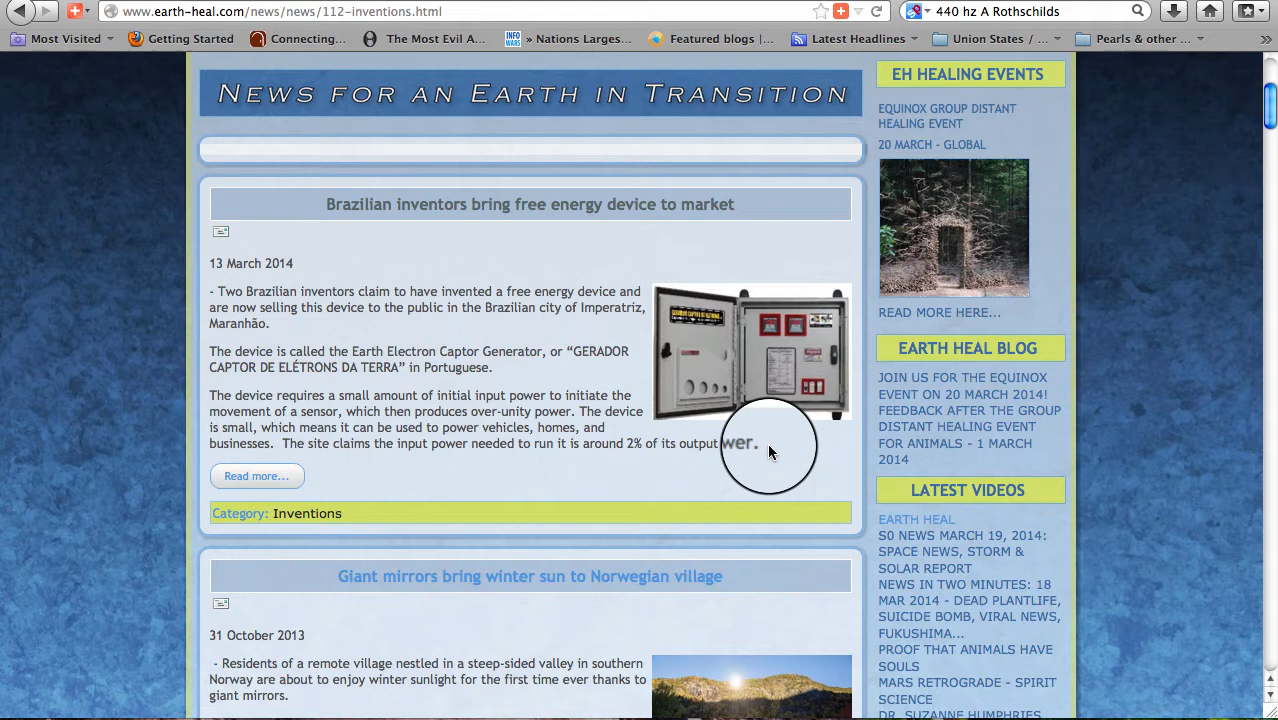 www.earth-heal.com/news/news/112-inventions.html
440 hz A Rothschilds
Most Visited
Getting Started
Connecting...
The Most Evil A...
» Nations Larges...
Featured blogs |...
Latest Headlines
Union States / ...
Pearls & other ...
NEWS FOR AN EARTH IN TRANSITION
Brazilian inventors bring free energy device to market
13 March 2014
- Two Brazilian inventors claim to have invented a free energy device and
are now selling this device to the public in the Brazilian city of Imperatriz,
Maranhão.
The device is called the Earth Electron Captor Generator, or “GERADOR
CAPTOR DE ELÉTRONS DA TERRA” in Portuguese.
The device requires a small amount of initial input power to initiate the
movement of a sensor, which then produces over-unity power. The device
is small, which means it can be used to power vehicles, homes, and
businesses. The site claims the input power needed to run it is around 2% of its output wer.
Read more...
Category: Inventions
Giant mirrors bring winter sun to Norwegian village
31 October 2013
- Residents of a remote village nestled in a steep-sided valley in southern
Norway are about to enjoy winter sunlight for the first time ever thanks to
giant mirrors.
EH HEALING EVENTS
EQUINOX GROUP DISTANT
HEALING EVENT
20 MARCH - GLOBAL
READ MORE HERE...
EARTH HEAL BLOG
JOIN US FOR THE EQUINOX
EVENT ON 20 MARCH 2014!
FEEDBACK AFTER THE GROUP
DISTANT HEALING EVENT
FOR ANIMALS - 1 MARCH
2014
LATEST VIDEOS
EARTH HEAL
S0 NEWS MARCH 19, 2014:
SPACE NEWS, STORM &
SOLAR REPORT
NEWS IN TWO MINUTES: 18
MAR 2014 - DEAD PLANTLIFE,
SUICIDE BOMB, VIRAL NEWS,
FUKUSHIMA...
PROOF THAT ANIMALS HAVE
SOULS
MARS RETROGRADE - SPIRIT
SCIENCE
DR. SUZANNE HUMPHRIES